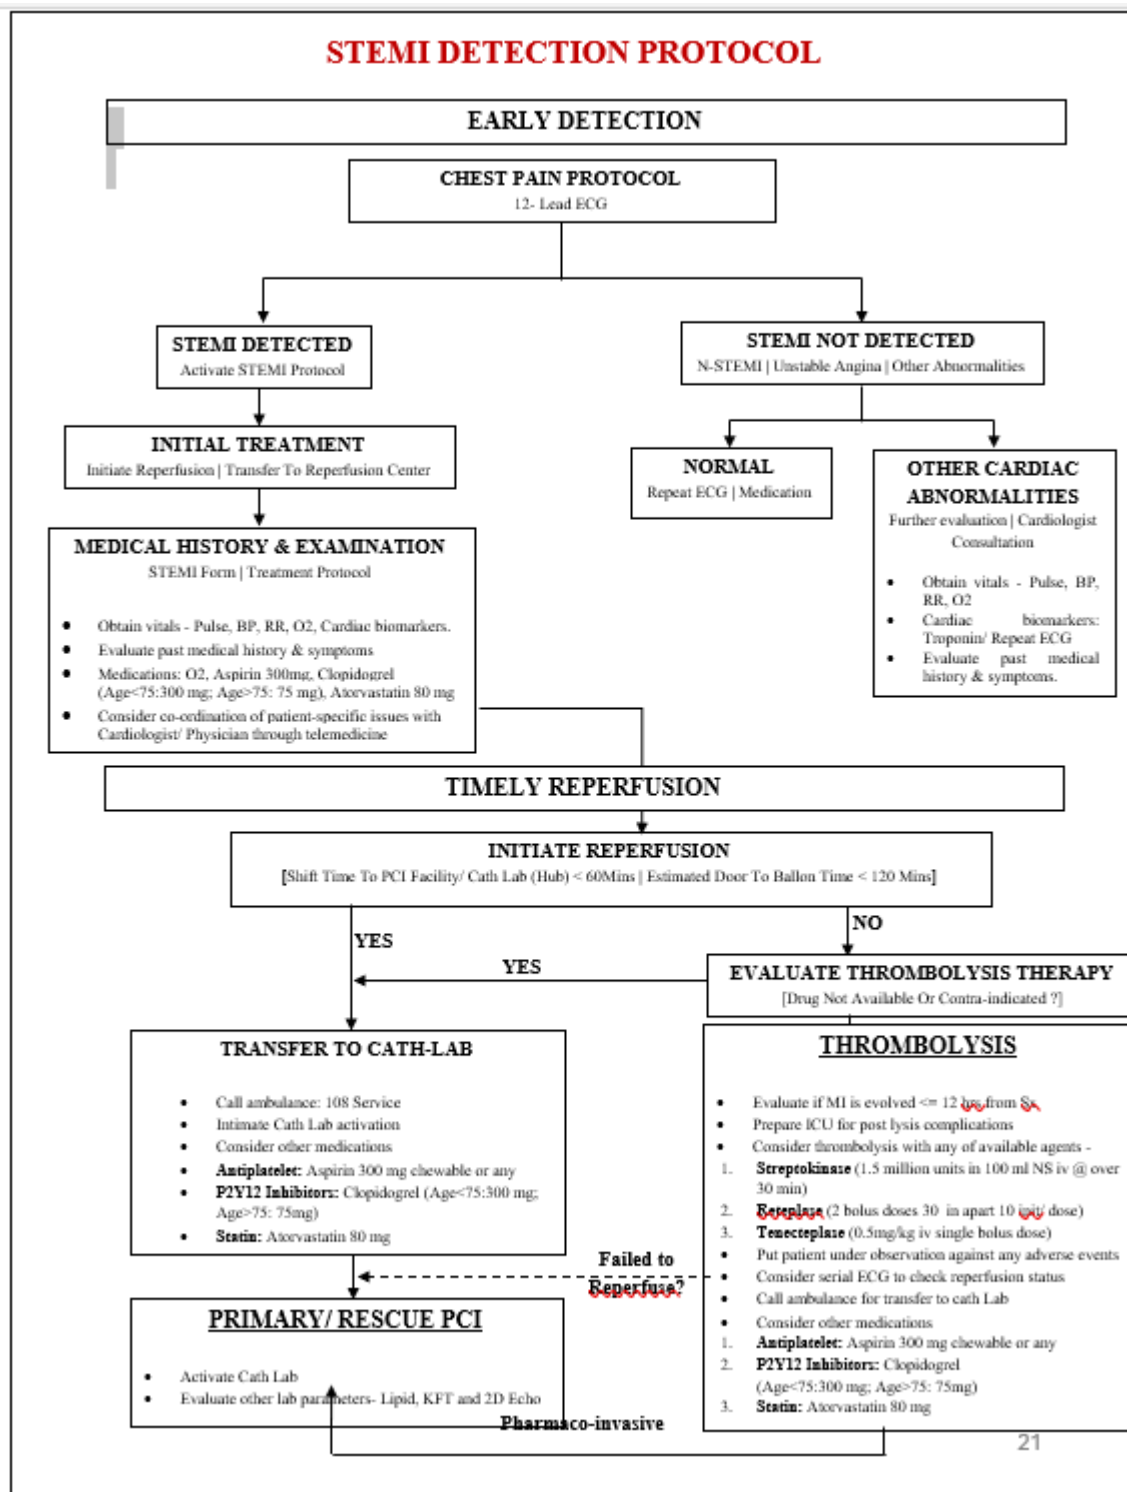 STEMI DETECTION PROTOCOL
EARLY DETECTION
CHEST PAIN PROTOCOL
12- Lead ECG
STEMI DETECTED
Activate STEMI Protocol
STEMI NOT DETECTED
N-STEMI | Unstable Angina | Other Abnormalities
INITIAL TREATMENT
Initiate Reperfusion | Transfer To Reperfusion Center
NORMAL
Repeat ECG | Medication
OTHER CARDIAC
ABNORMALITIES
Further evaluation | Cardiologist
Consultation
• Obtain vitals - Pulse, BP,
RR, O2
• Cardiac biomarkers:
Troponin/ Repeat ECG
• Evaluate past medical
history & symptoms.
MEDICAL HISTORY & EXAMINATION
STEMI Form | Treatment Protocol
• Obtain vitals - Pulse, BP, RR, O2, Cardiac biomarkers.
• Evaluate past medical history & symptoms
• Medications: O2, Aspirin 300mg, Clopidogrel
(Age<75:300 mg; Age>75: 75 mg), Atorvastatin 80 mg
• Consider co-ordination of patient-specific issues with
Cardiologist/ Physician through telemedicine
TIMELY REPERFUSION
INITIATE REPERFUSION
[Shift Time To PCI Facility/ Cath Lab (Hub) < 60Mins | Estimated Door To Ballon Time < 120 Mins]
YES
NO
YES
EVALUATE THROMBOLYSIS THERAPY
[Drug Not Available Or Contra-indicated ?]
TRANSFER TO CATH-LAB
• Call ambulance: 108 Service
• Intimate Cath Lab activation
• Consider other medications
• Antiplatelet: Aspirin 300 mg chewable or any
• P2Y12 Inhibitors: Clopidogrel (Age<75:300 mg;
Age>75: 75mg)
• Statin: Atorvastatin 80 mg
THROMBOLYSIS
• Evaluate if MI is evolved <= 12 hrs from Sx
• Prepare ICU for post lysis complications
• Consider thrombolysis with any of available agents -
1. Streptokinase (1.5 million units in 100 ml NS iv @ over
30 min)
2. Reteplase (2 bolus doses 30 in apart 10 init/ dose)
3. Tenecteplase (0.5mg/kg iv single bolus dose)
• Put patient under observation against any adverse events
• Consider serial ECG to check reperfusion status
• Call ambulance for transfer to cath Lab
• Consider other medications
1. Antiplatelet: Aspirin 300 mg chewable or any
2. P2Y12 Inhibitors: Clopidogrel
(Age<75:300 mg; Age>75: 75mg)
3. Statin: Atorvastatin 80 mg
Failed to
Reperfuse?
PRIMARY/ RESCUE PCI
• Activate Cath Lab
• Evaluate other lab parameters- Lipid, KFT and 2D Echo
Pharmaco-invasive
21